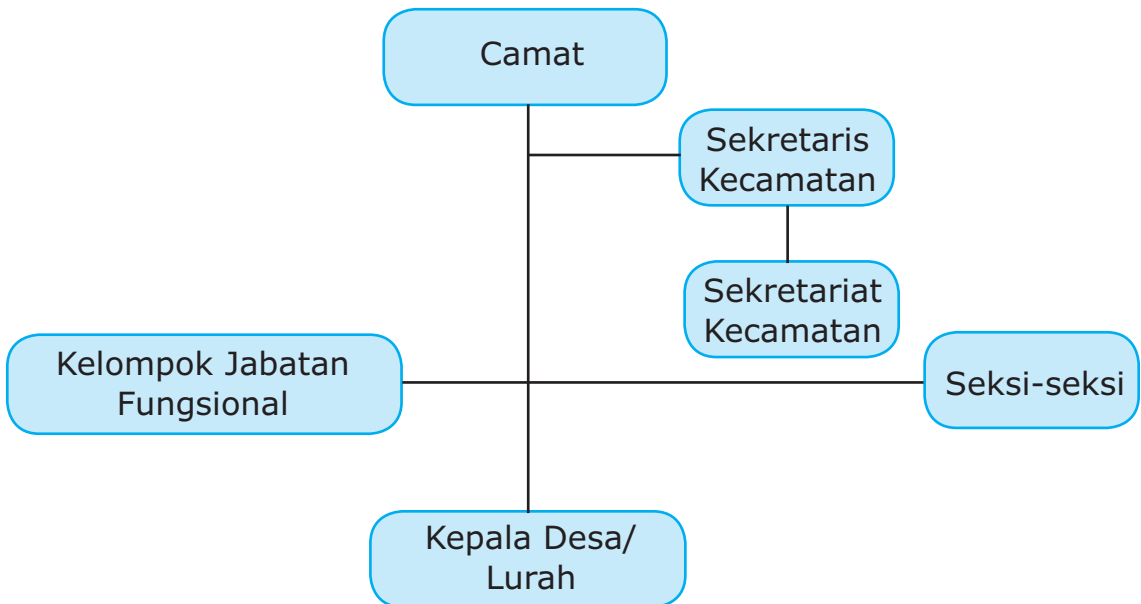 Camat
Sekretaris
Kecamatan
Sekretariat
Kecamatan
Kelompok Jabatan
Fungsional
Seksi-seksi
Kepala Desa/
Lurah